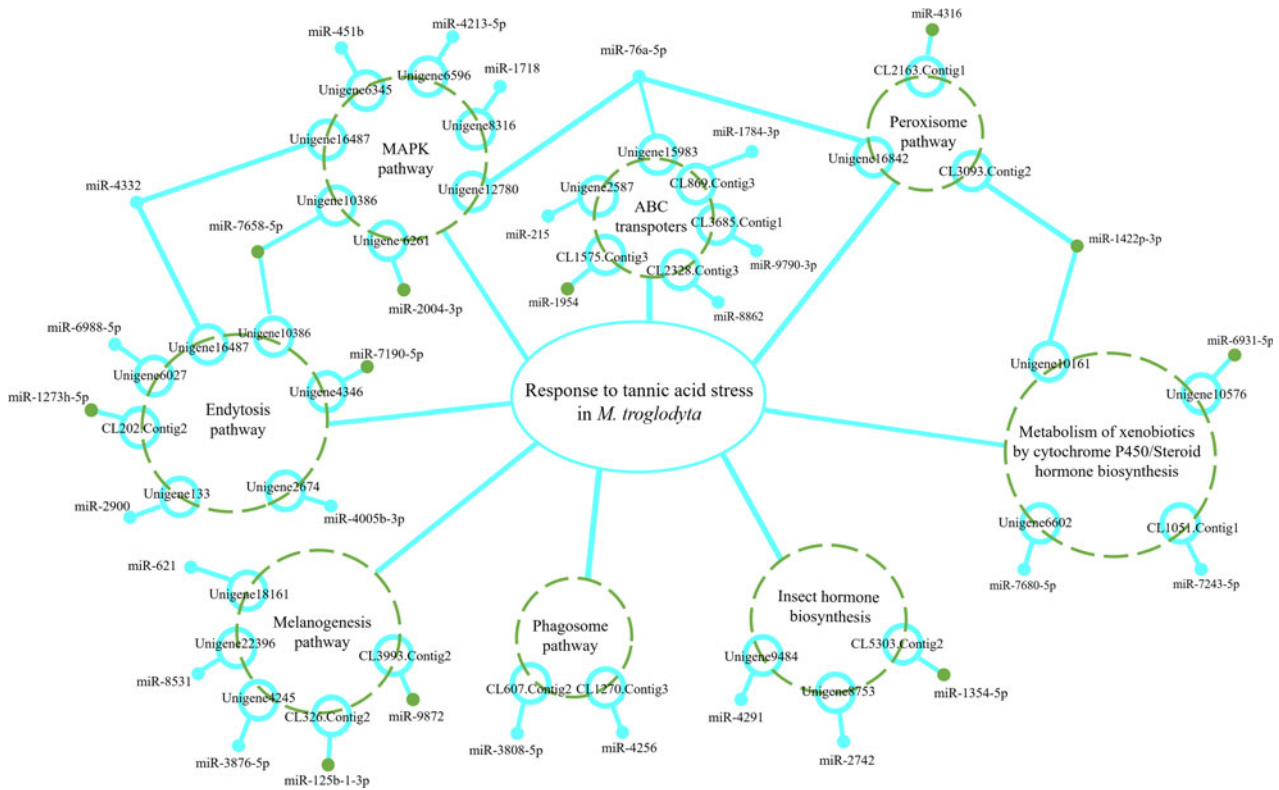 miR-4316
miR-4213-5p
miR-451b
miR-76a-5p
miR-1718
CL2163.Contig1
Unigene6596
Unigene6345
Peroxisome
pathway
Unigene8316
miR-1784-3p
Unigene16487
MAPK
pathway
Unigene15983
Unigene16842
CL3093.Contig2
miR-4332
Unigene10386
Unigene12780
Unigene2587
CL869.Contig3
ABC
transpoters
CL3685.Contig1
miR-7658-5p
Unigene 6261
miR-215
CL1575.Contig3
CL2328.Contig3
miR-9790-3p
miR-1422p-3p
miR-2004-3p
miR-1954
miR-8862
miR-6988-5p
Unigene16487
Unigene10386
miR-7190-5p
miR-6931-5p
Unigene6027
Unigene10161
miR-1273h-5p
Unigene4346
Response to tannic acid stress
in M. troglodyta
Unigene10576
CL202.Contig2
Endytosis
pathway
Metabolism of xenobiotics
by cytochrome P450/Steroid
hormone biosynthesis
Unigene133
Unigene2674
miR-2900
miR-4005b-3p
Unigene6602
CL1051.Contig1
miR-621
miR-7680-5p
miR-7243-5p
Unigene18161
Insect hormone
biosynthesis
Melanogenesis
pathway
Phagosome
pathway
Unigene22396
CL3993.Contig2
CL5303.Contig2
Unigene9484
miR-8531
Unigene4245
CL326.Contig2
CL607.Contig2
CL1270.Contig3
Unigene8753
miR-1354-5p
miR-9872
miR-4291
miR-3808-5p
miR-4256
miR-3876-5p
miR-2742
miR-125b-1-3p